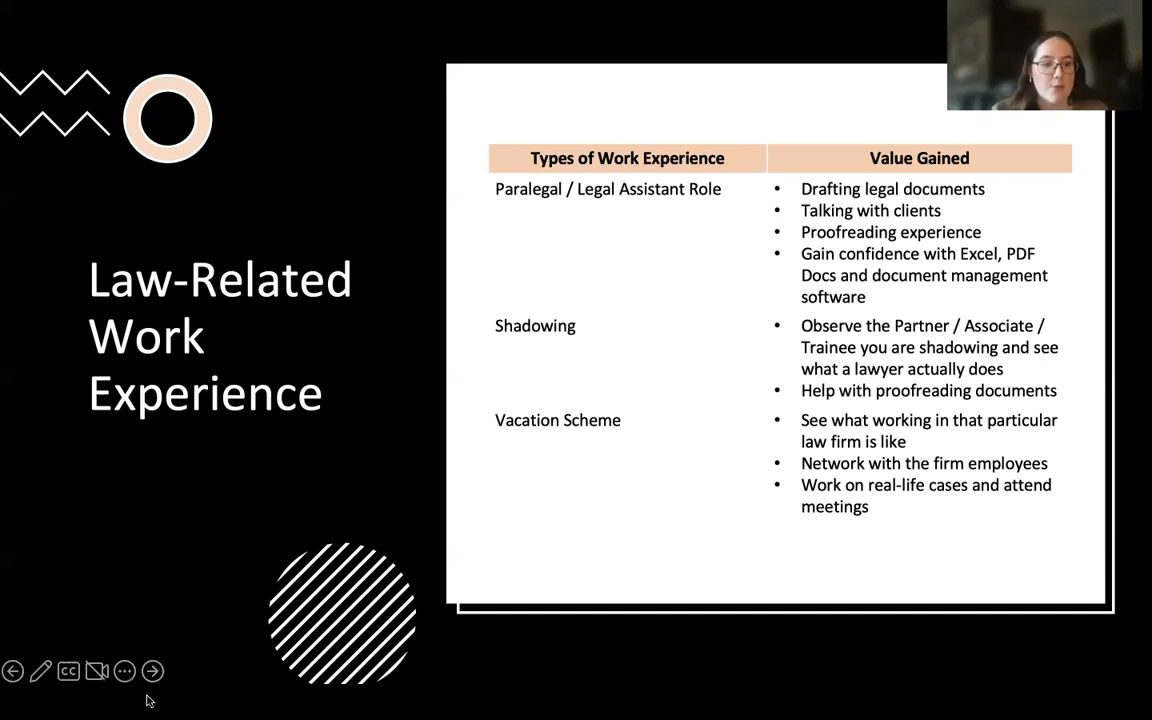 Law-Related
Work
Experience
Types of Work Experience
Value Gained
Paralegal / Legal Assistant Role
• Drafting legal documents
• Talking with clients
• Proofreading experience
• Gain confidence with Excel, PDF
Docs and document management
software
Shadowing
• Observe the Partner / Associate /
Trainee you are shadowing and see
what a lawyer actually does
• Help with proofreading documents
Vacation Scheme
• See what working in that particular
law firm is like
• Network with the firm employees
• Work on real-life cases and attend
meetings
CC